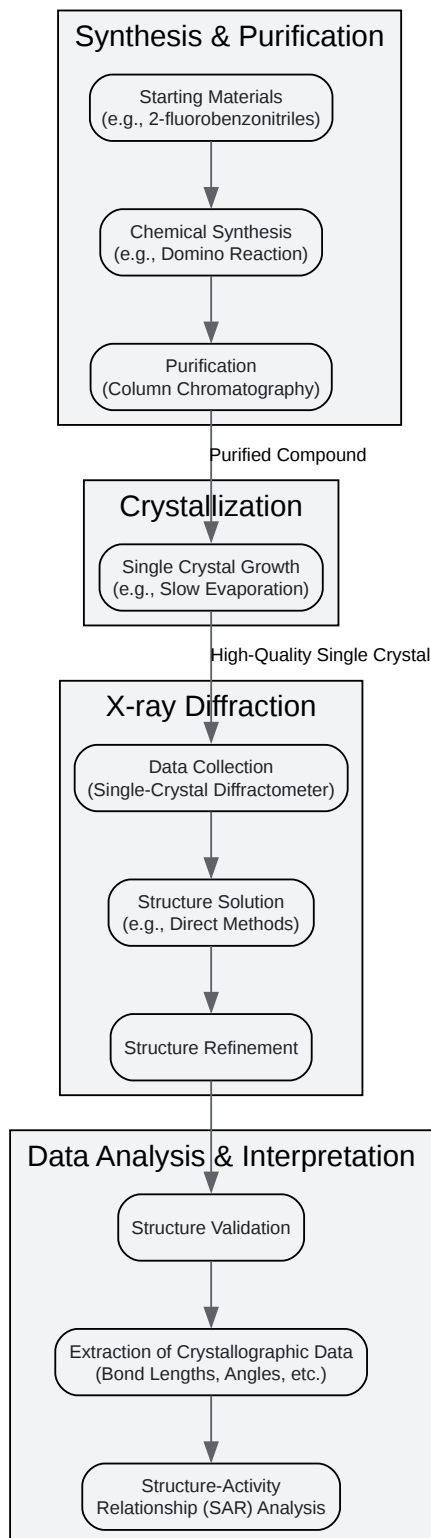 Synthesis & Purification
Starting Materials
(e.g., 2-fluorobenzonitriles)
Chemical Synthesis
(e.g., Domino Reaction)
Purification
(Column Chromatography)
Purified Compound
Crystallization
Single Crystal Growth
(e.g., Slow Evaporation)
High-Quality Single Crystal
X-ray Diffraction
Data Collection
(Single-Crystal Diffractometer)
Structure Solution
(e.g., Direct Methods)
Structure Refinement
Data Analysis & Interpretation
Structure Validation
Extraction of Crystallographic Data
(Bond Lengths, Angles, etc.)
Structure-Activity
Relationship (SAR) Analysis